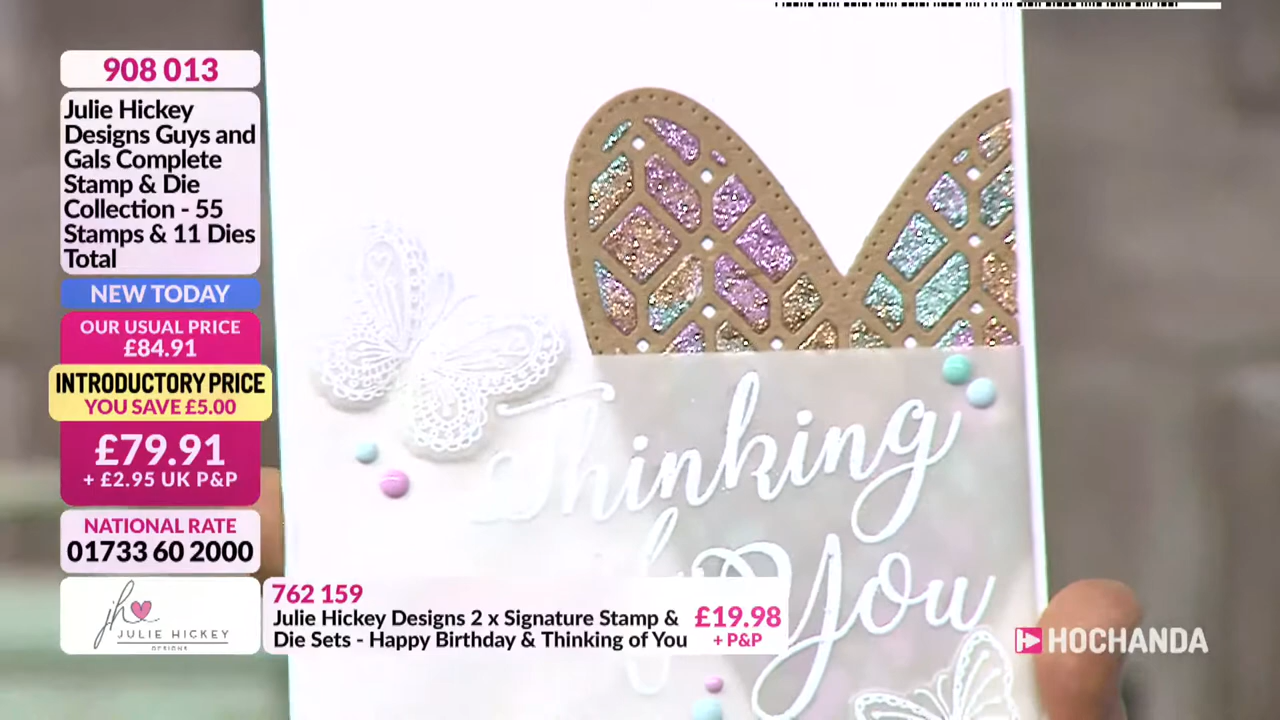 908 013
Julie Hickey
Designs Guys and
Gals Complete
Stamp & Die
Collection - 55
Stamps & 11 Dies
Total
NEW TODAY
OUR USUAL PRICE
£84.91
INTRODUCTORY PRICE
YOU SAVE £5.00
£79.91
+ £2.95 UK P&P
NATIONAL RATE
01733 60 2000
jh
JULIE HICKEY
DESIGNS
762 159
Julie Hickey Designs 2 x Signature Stamp &
Die Sets - Happy Birthday & Thinking of You
£19.98
+ P&P
Thinking
of You
HOCHANDA